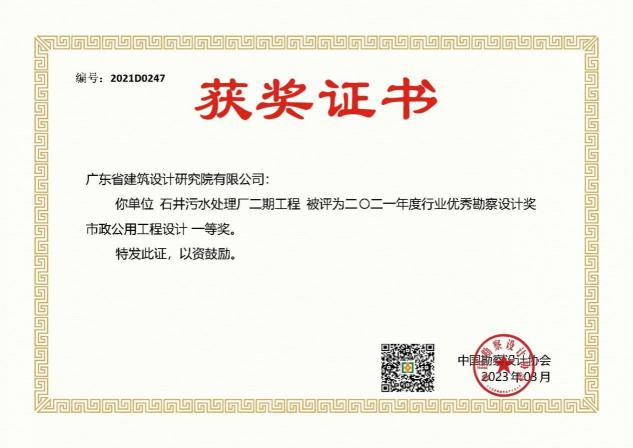 编号：2021D0247
获奖证书
广东省建筑设计研究院有限公司：
你单位 石井污水处理厂二期工程 被评为二〇二一年度行业优秀勘察设计奖
市政公用工程设计 一等奖。
特发此证，以资鼓励。
中国勘察设计协会
2023年03月